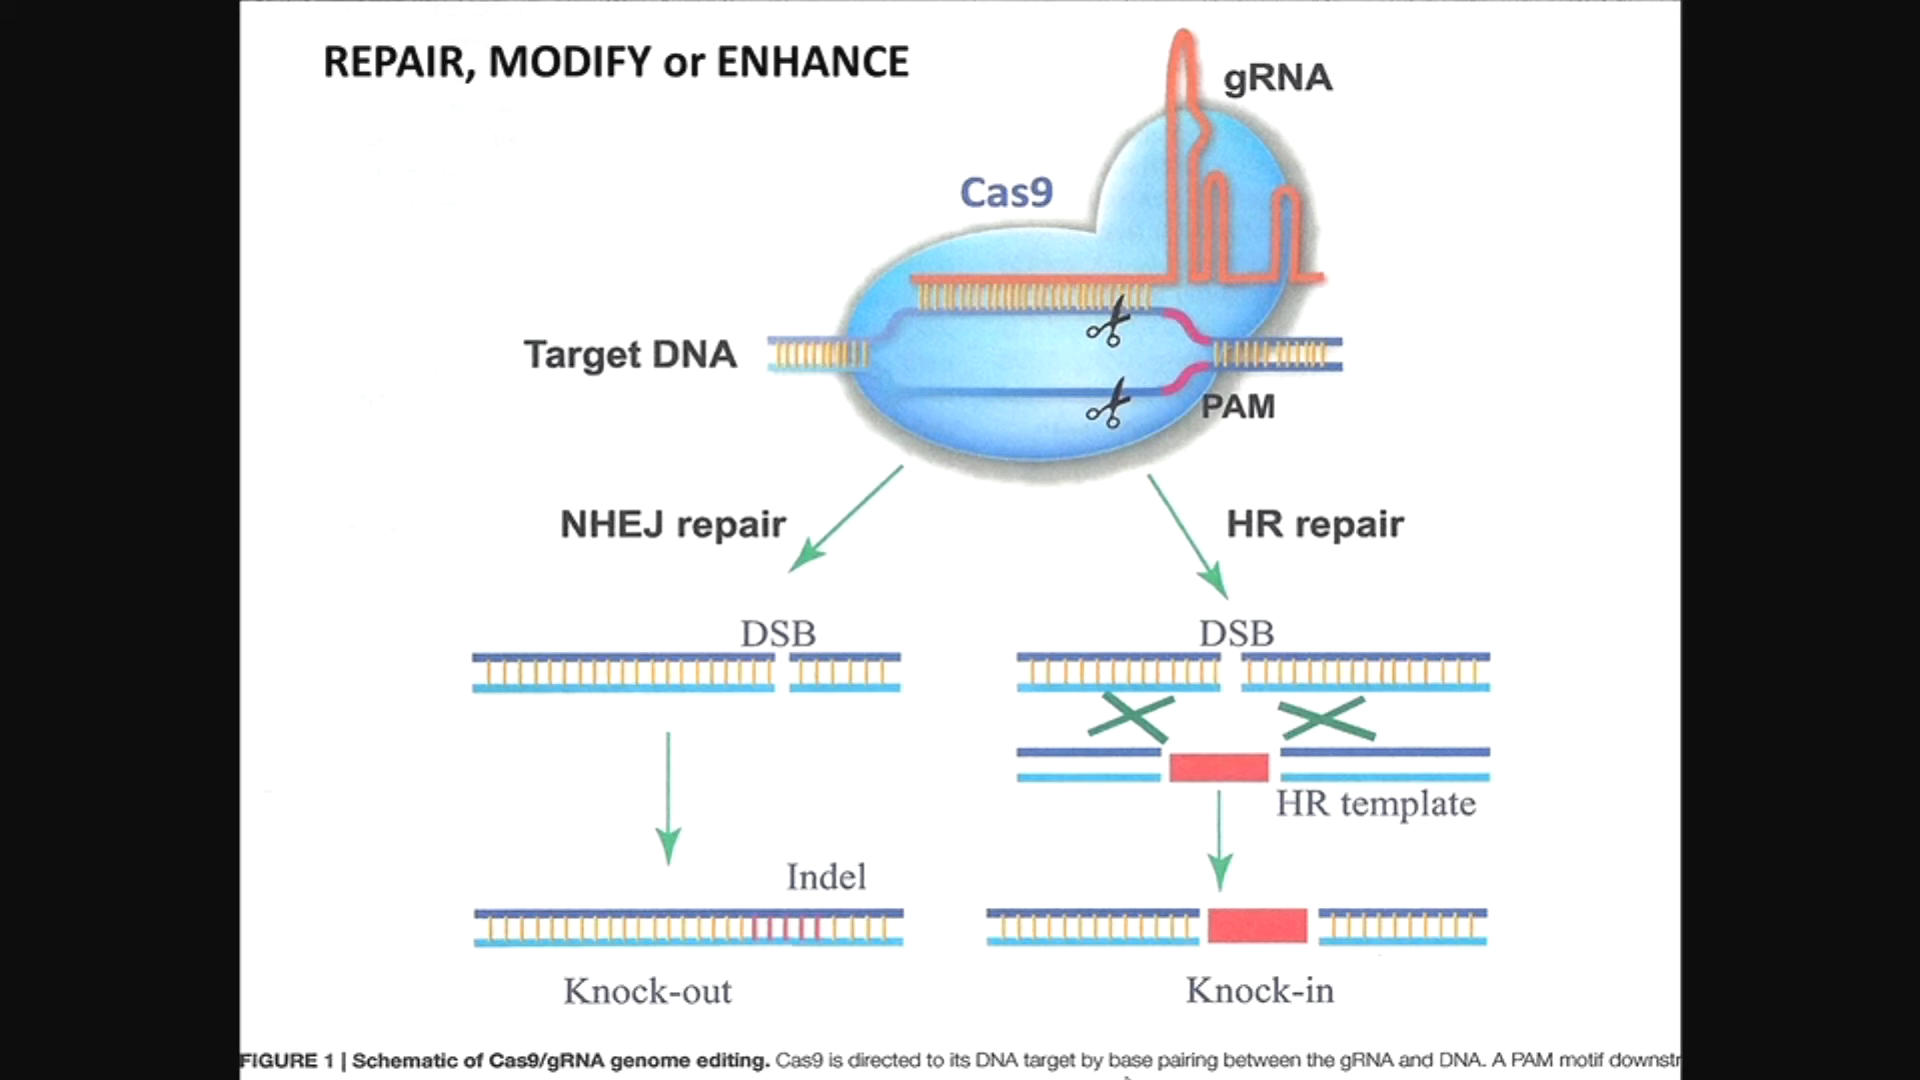 REPAIR, MODIFY or ENHANCE
gRNA
Cas9
Target DNA
PAM
NHEJ repair
HR repair
DSB
DSB
HR template
Indel
Knock-out
Knock-in
FIGURE 1 | Schematic of Cas9/gRNA genome editing. Cas9 is directed to its DNA target by base pairing between the gRNA and DNA. A PAM motif